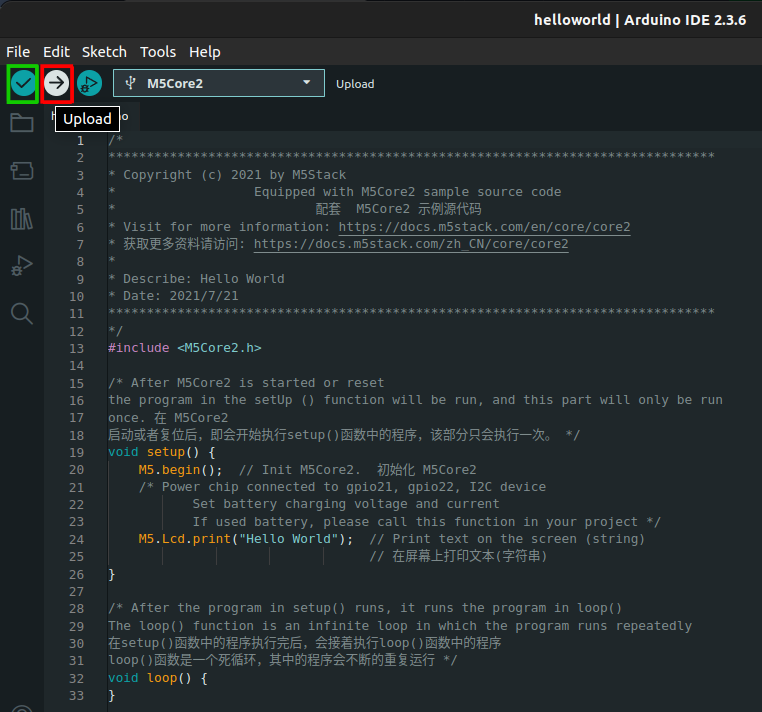 helloworld | Arduino IDE 2.3.6
File Edit Sketch Tools Help
M5Core2 Upload
Upload
1 /*
2 *******************************************************************************
3 * Copyright (c) 2021 by M5Stack
4 * Equipped with M5Core2 sample source code
5 * 配套 M5Core2 示例源代码
6 * Visit for more information: https://docs.m5stack.com/en/core/core2
7 * 获取更多资料请访问: https://docs.m5stack.com/zh_CN/core/core2
8 *
9 * Describe: Hello World
10 * Date: 2021/7/21
11 *******************************************************************************
12 */
13 #include <M5Core2.h>
14
15 /* After M5Core2 is started or reset
16 the program in the setUp () function will be run, and this part will only be run
17 once. 在 M5Core2
18 启动或者复位后，即会开始执行setup()函数中的程序，该部分只会执行一次。 */
19 void setup() {
20 M5.begin(); // Init M5Core2. 初始化 M5Core2
21 /* Power chip connected to gpio21, gpio22, I2C device
22 Set battery charging voltage and current
23 If used battery, please call this function in your project */
24 M5.Lcd.print("Hello World"); // Print text on the screen (string)
25 // 在屏幕上打印文本(字符串)
26 }
27
28 /* After the program in setup() runs, it runs the program in loop()
29 The loop() function is an infinite loop in which the program runs repeatedly
30 在setup()函数中的程序执行完后，会接着执行loop()函数中的程序
31 loop()函数是一个死循环，其中的程序会不断的重复运行 */
32 void loop() {
33 }